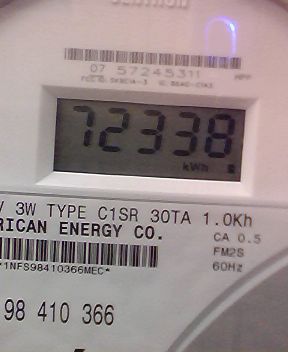 07 57245311
72338
kWh
V 3W TYPE C1SR 30TA 1.0Kh
RICAN ENERGY CO.
CA 0.5
FM2S
*1NFS98410366MEC*
60Hz
98 410 366